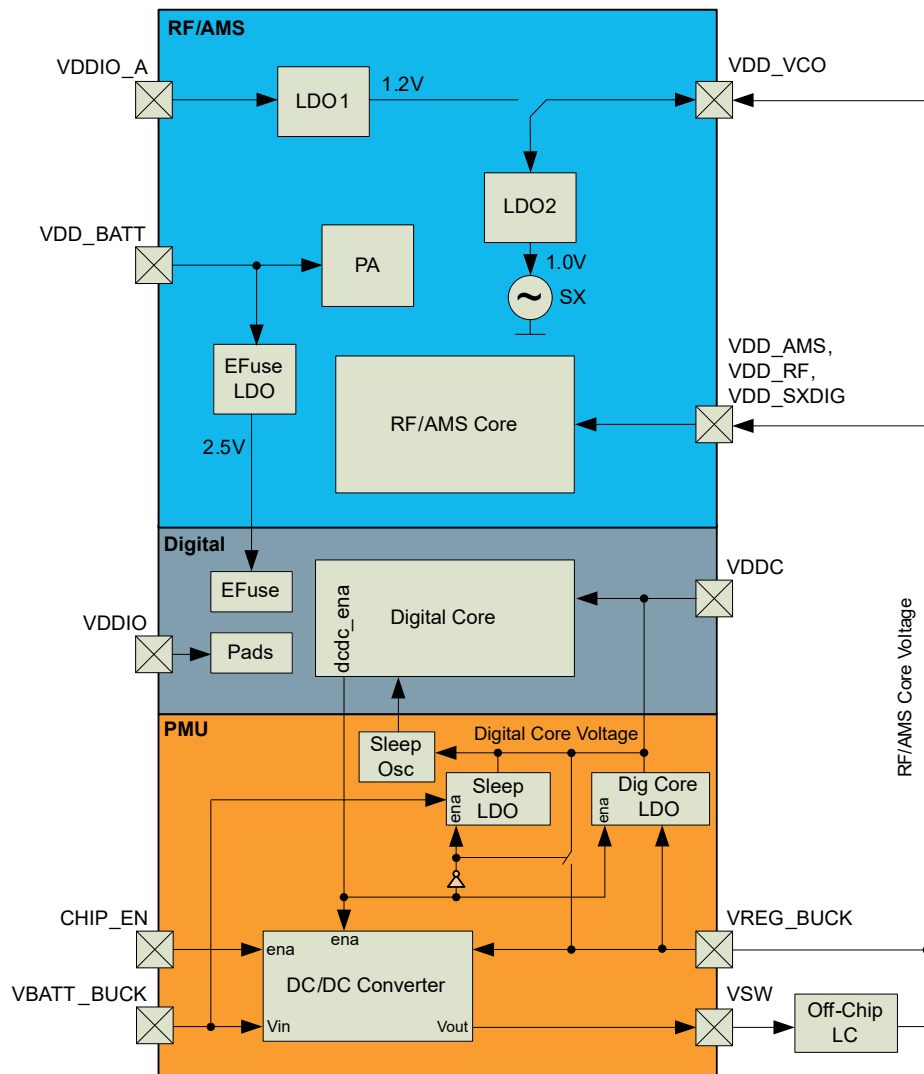 RF/AMS
VDDIO_A
LDO1
1.2V
VDD_VCO
LDO2
1.0V
SX
VDD_BATT
PA
EFuse
LDO
2.5V
RF/AMS Core
VDD_AMS,
VDD_RF,
VDD_SXDIG
Digital
EFuse
VDDIO
Pads
dcdc_ena
Digital Core
VDDC
RF/AMS Core Voltage
PMU
Digital Core Voltage
Sleep
Osc
Sleep
LDO
ena
Dig Core
LDO
ena
CHIP_EN
ena
ena
DC/DC Converter
VREG_BUCK
VBATT_BUCK
Vin
Vout
VSW
Off-Chip
LC